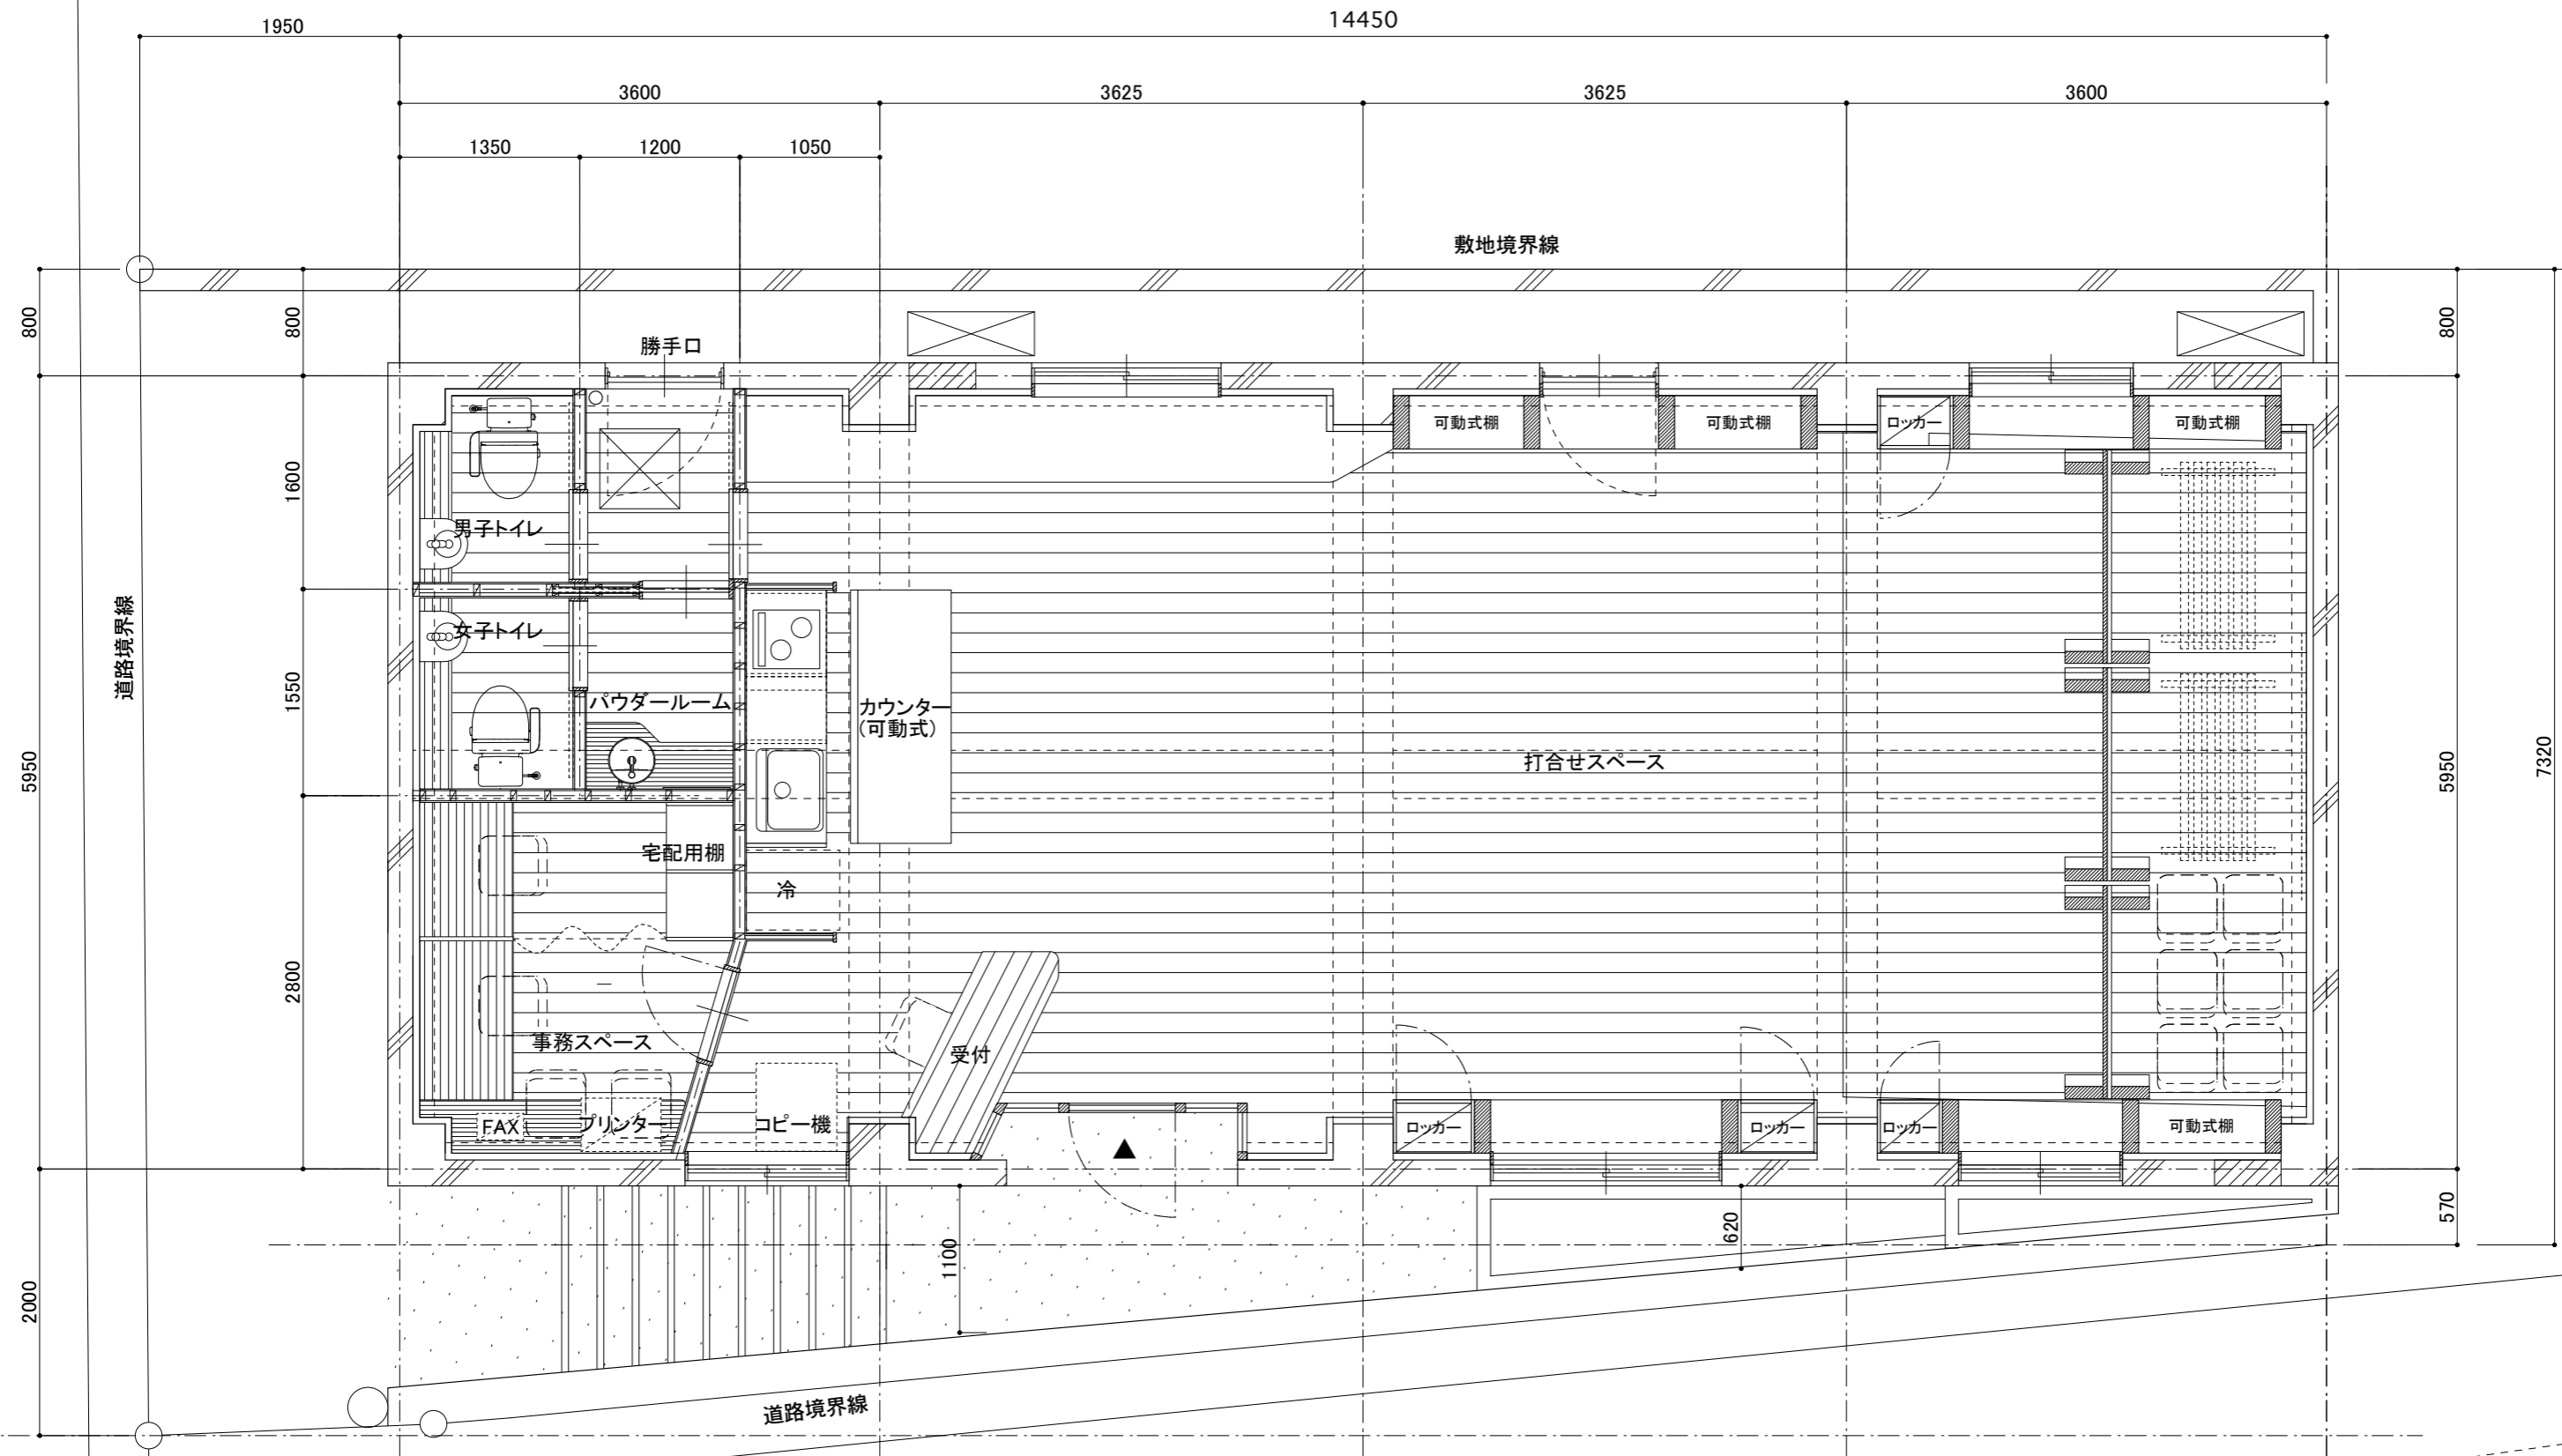 14450
1950
3600
3625
3625
3600
1350
1200
1050
敷地境界線
800
800
800
勝手口
可動式棚
可動式棚
ロッカー
可動式棚
1600
男子トイレ
道路境界線
女子トイレ
1550
パウダールーム
カウンター
(可動式)
打合せスペース
5950
5950
7320
宅配用棚
冷
2800
事務スペース
受付
FAX
プリンター
コピー機
▲
ロッカー
ロッカー
ロッカー
可動式棚
570
620
1100
2000
道路境界線